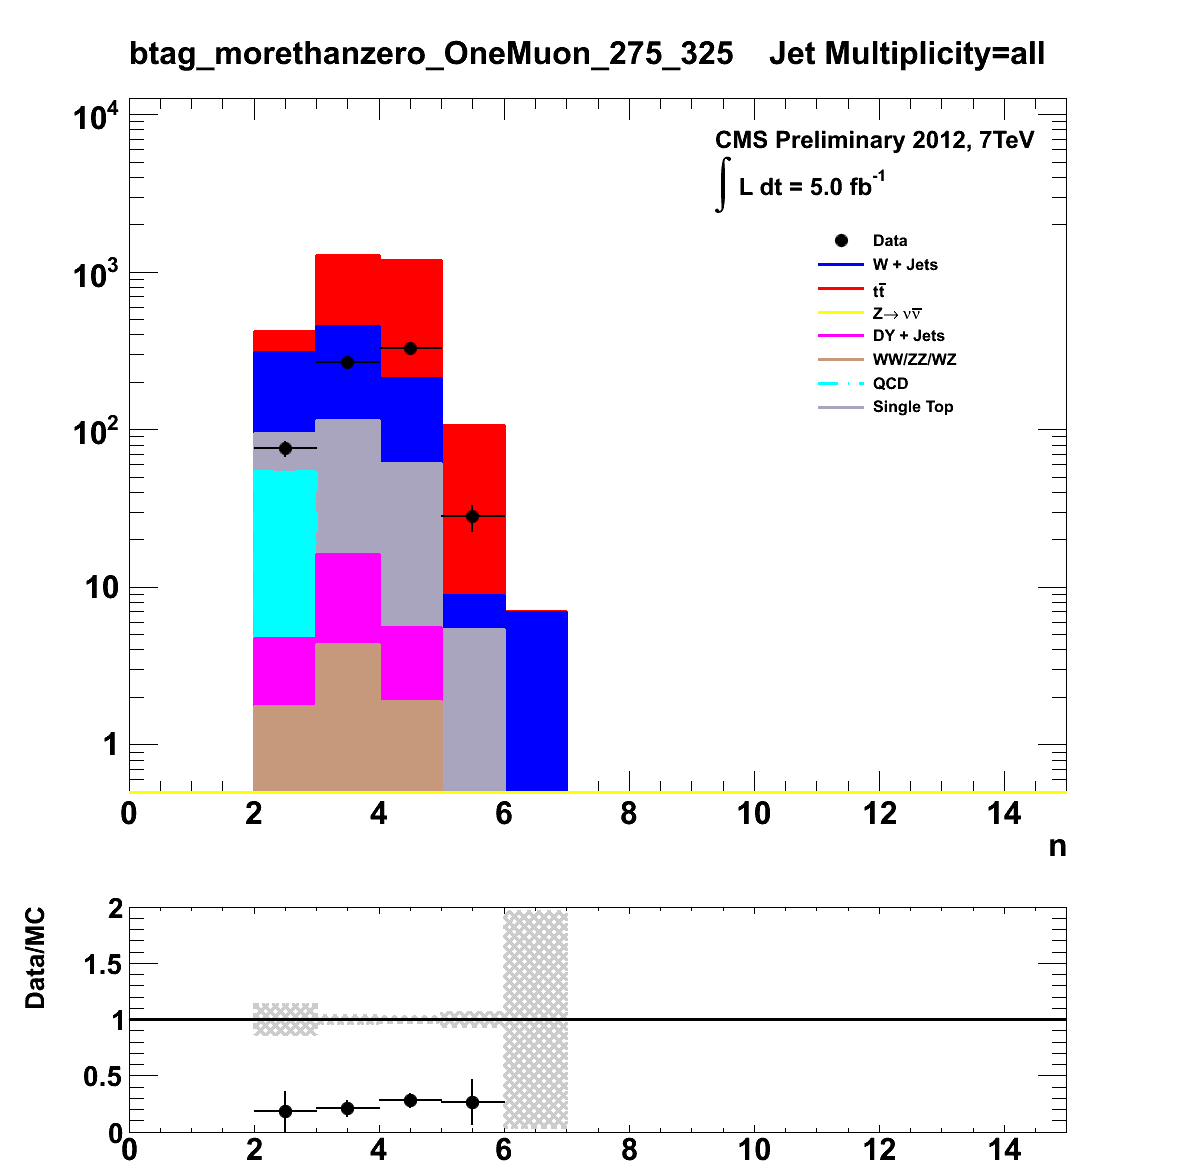 btag_morethanzero_OneMuon_275_325 Jet Multiplicity=all
CMS Preliminary 2012, 7TeV
∫ L dt = 5.0 fb⁻¹
Data
W + Jets
tt̅
Z→ νν̅
DY + Jets
WW/ZZ/WZ
QCD
Single Top
10⁴
10³
10²
10
1
0 2 4 6 8 10 12 14
n
Data/MC
2
1.5
1
0.5
0
0 2 4 6 8 10 12 14